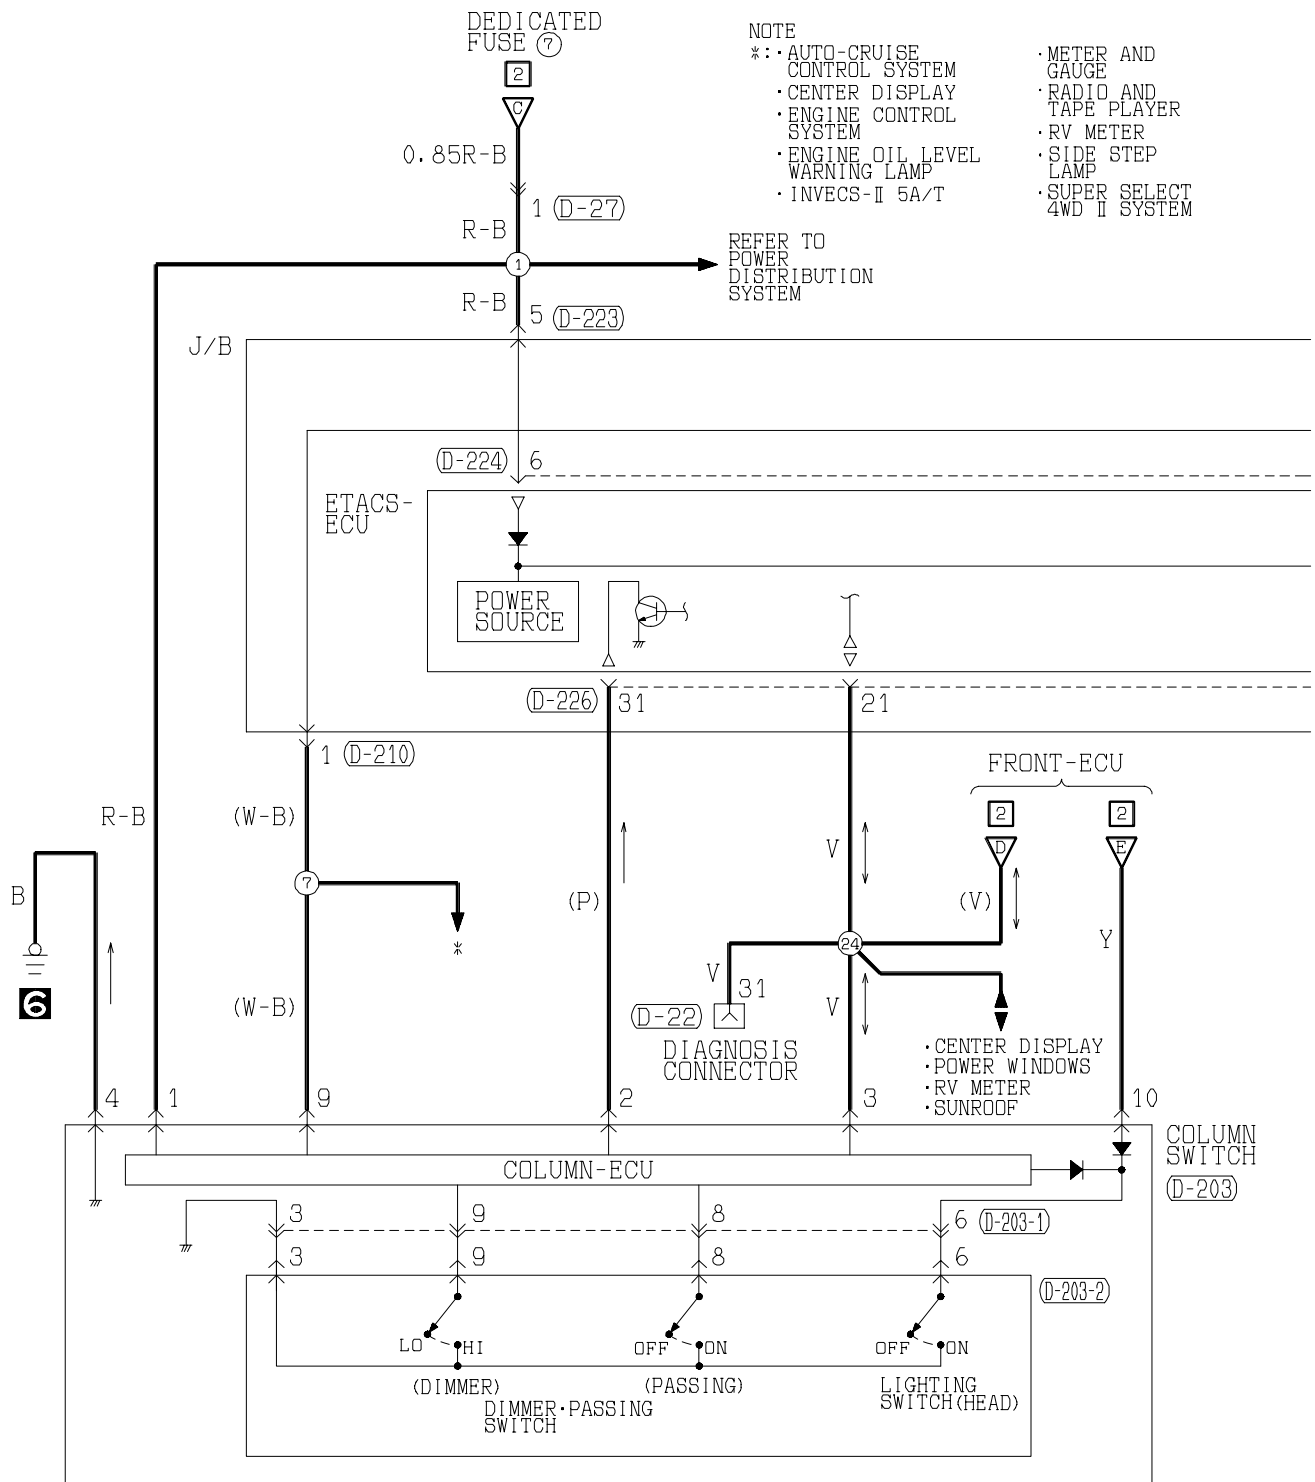 DEDICATED
FUSE 7
2
C
0.85R-B
1 D-27
R-B
1
R-B
5 D-223
REFER TO
POWER
DISTRIBUTION
SYSTEM
NOTE
*:·AUTO-CRUISE
CONTROL SYSTEM
·CENTER DISPLAY
·ENGINE CONTROL
SYSTEM
·ENGINE OIL LEVEL
WARNING LAMP
·INVECS-Ⅱ 5A/T
·METER AND
GAUGE
·RADIO AND
TAPE PLAYER
·RV METER
·SIDE STEP
LAMP
·SUPER SELECT
4WD Ⅱ SYSTEM
J/B
D-224 6
ETACS-
ECU
POWER
SOURCE
D-226 31
21
1 D-210
FRONT-ECU
2
2
D
E
R-B
(W-B)
V
7
*
B
(P)
(V)
Y
24
6
(W-B)
V
31
D-22
V
DIAGNOSIS
CONNECTOR
·CENTER DISPLAY
·POWER WINDOWS
·RV METER
·SUNROOF
4
1
9
2
3
10
COLUMN
SWITCH
D-203
COLUMN-ECU
3
9
8
6 D-203-1
3
9
8
6
D-203-2
LO
HI
OFF
ON
OFF
ON
(DIMMER)
(PASSING)
DIMMER·PASSING
SWITCH
LIGHTING
SWITCH(HEAD)